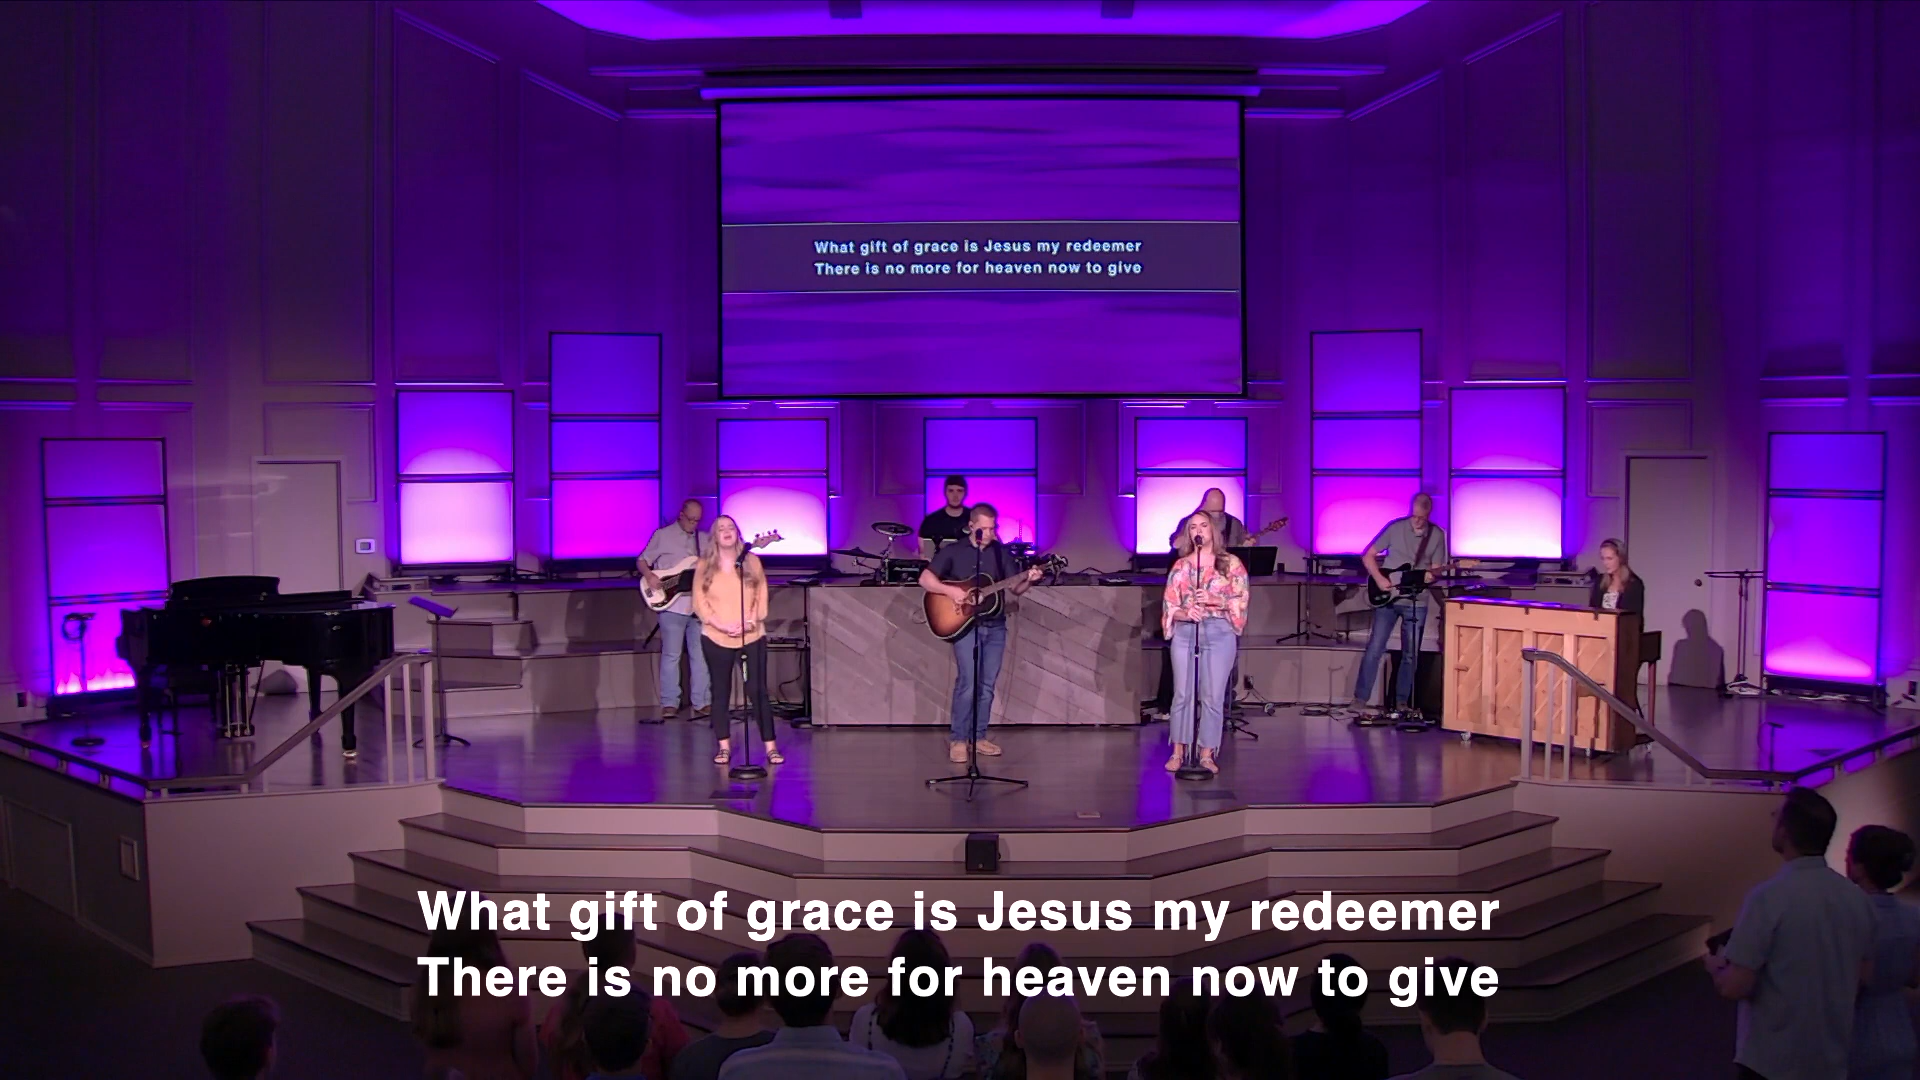 What gift of grace is Jesus my redeemer
There is no more for heaven now to give
What gift of grace is Jesus my redeemer
There is no more for heaven now to give